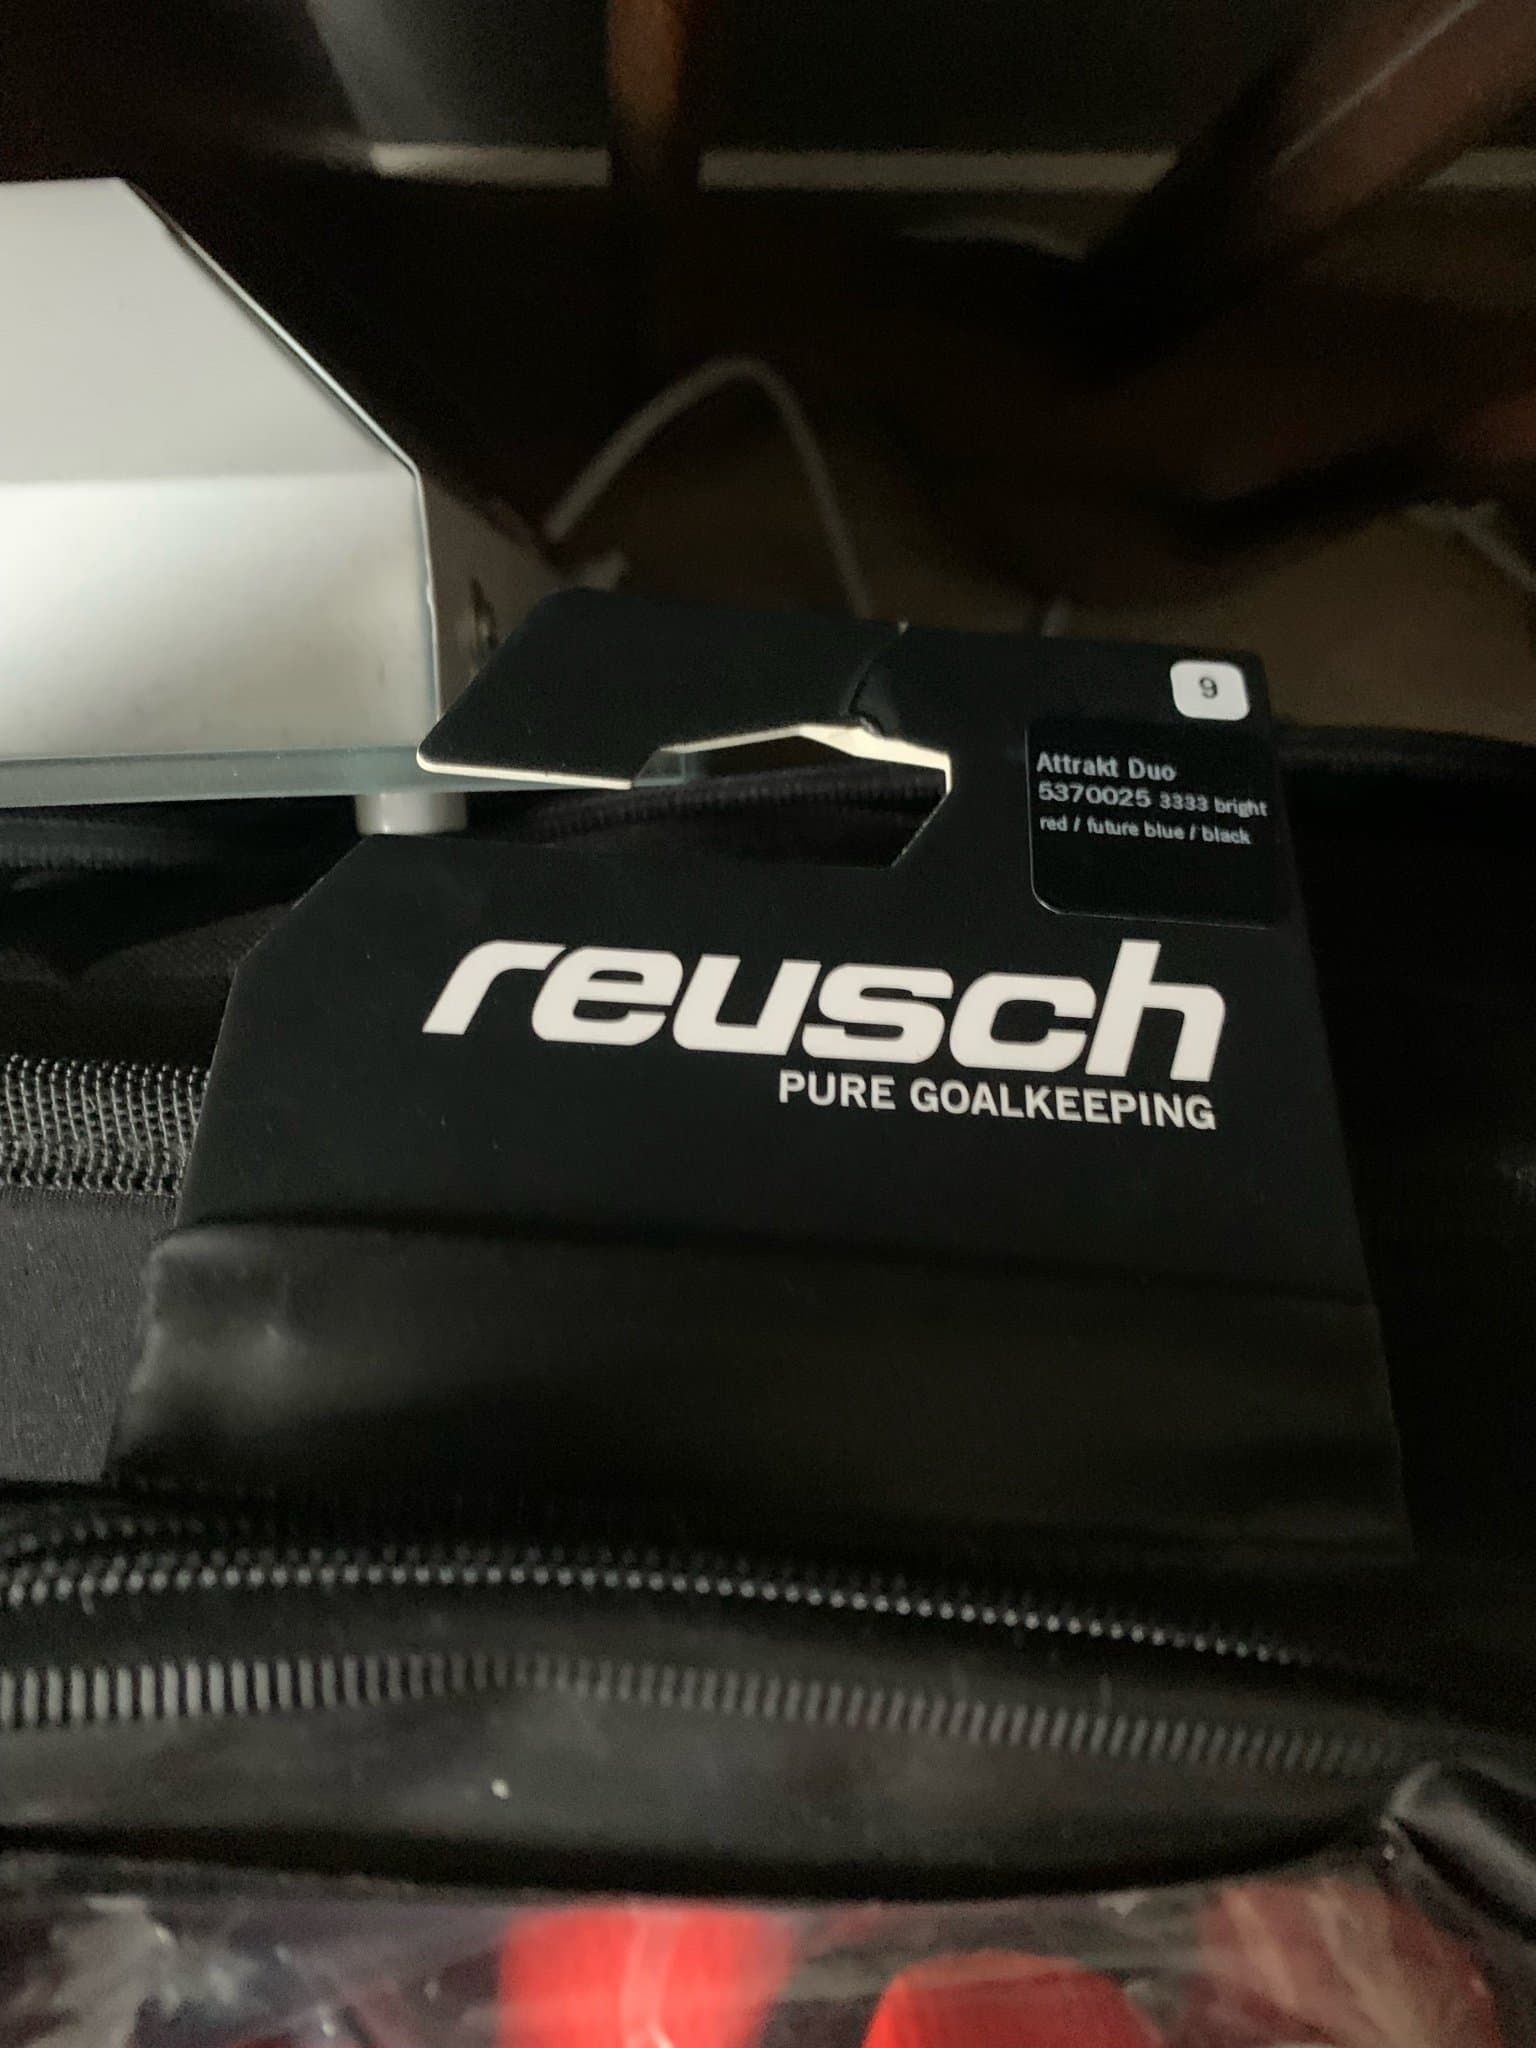 9
Attrakt Duo
5370025 3333 bright
red / future blue / black
reusch
PURE GOALKEEPING